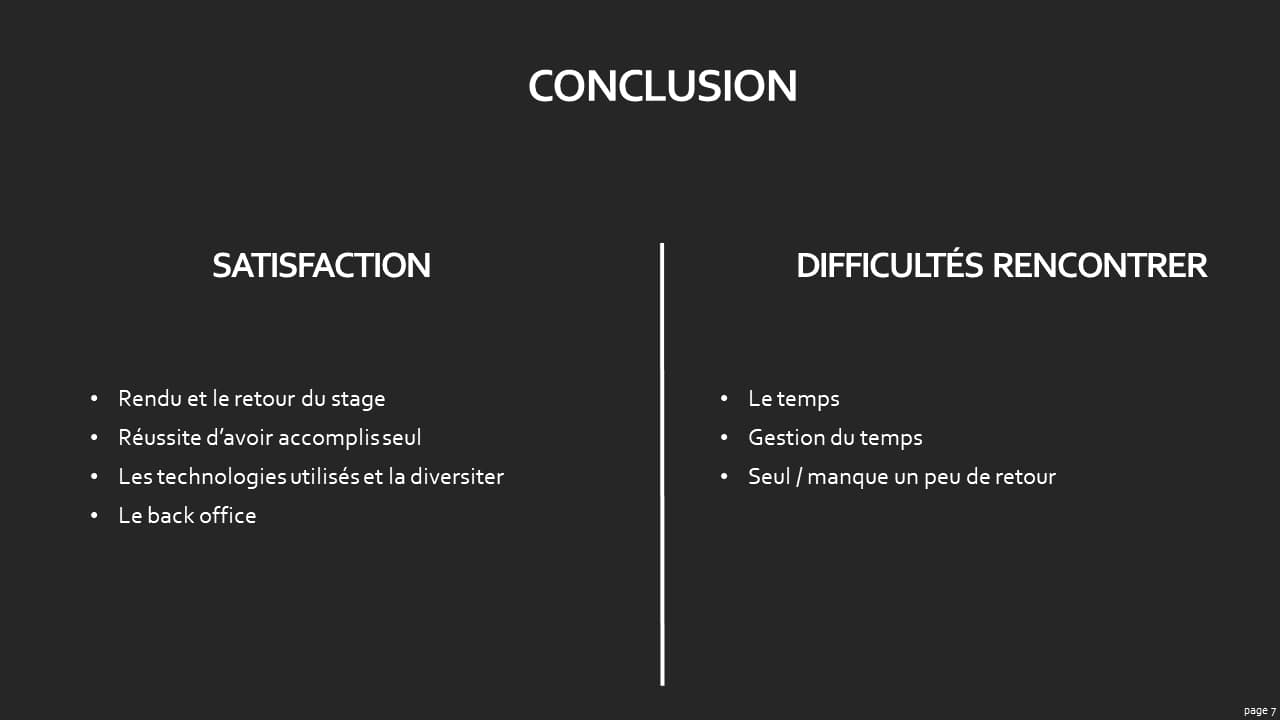 CONCLUSION
SATISFACTION
• Rendu et le retour du stage
• Réussite d’avoir accomplis seul
• Les technologies utilisés et la diversiter
• Le back office
DIFFICULTÉS RENCONTRER
• Le temps
• Gestion du temps
• Seul / manque un peu de retour
page 7